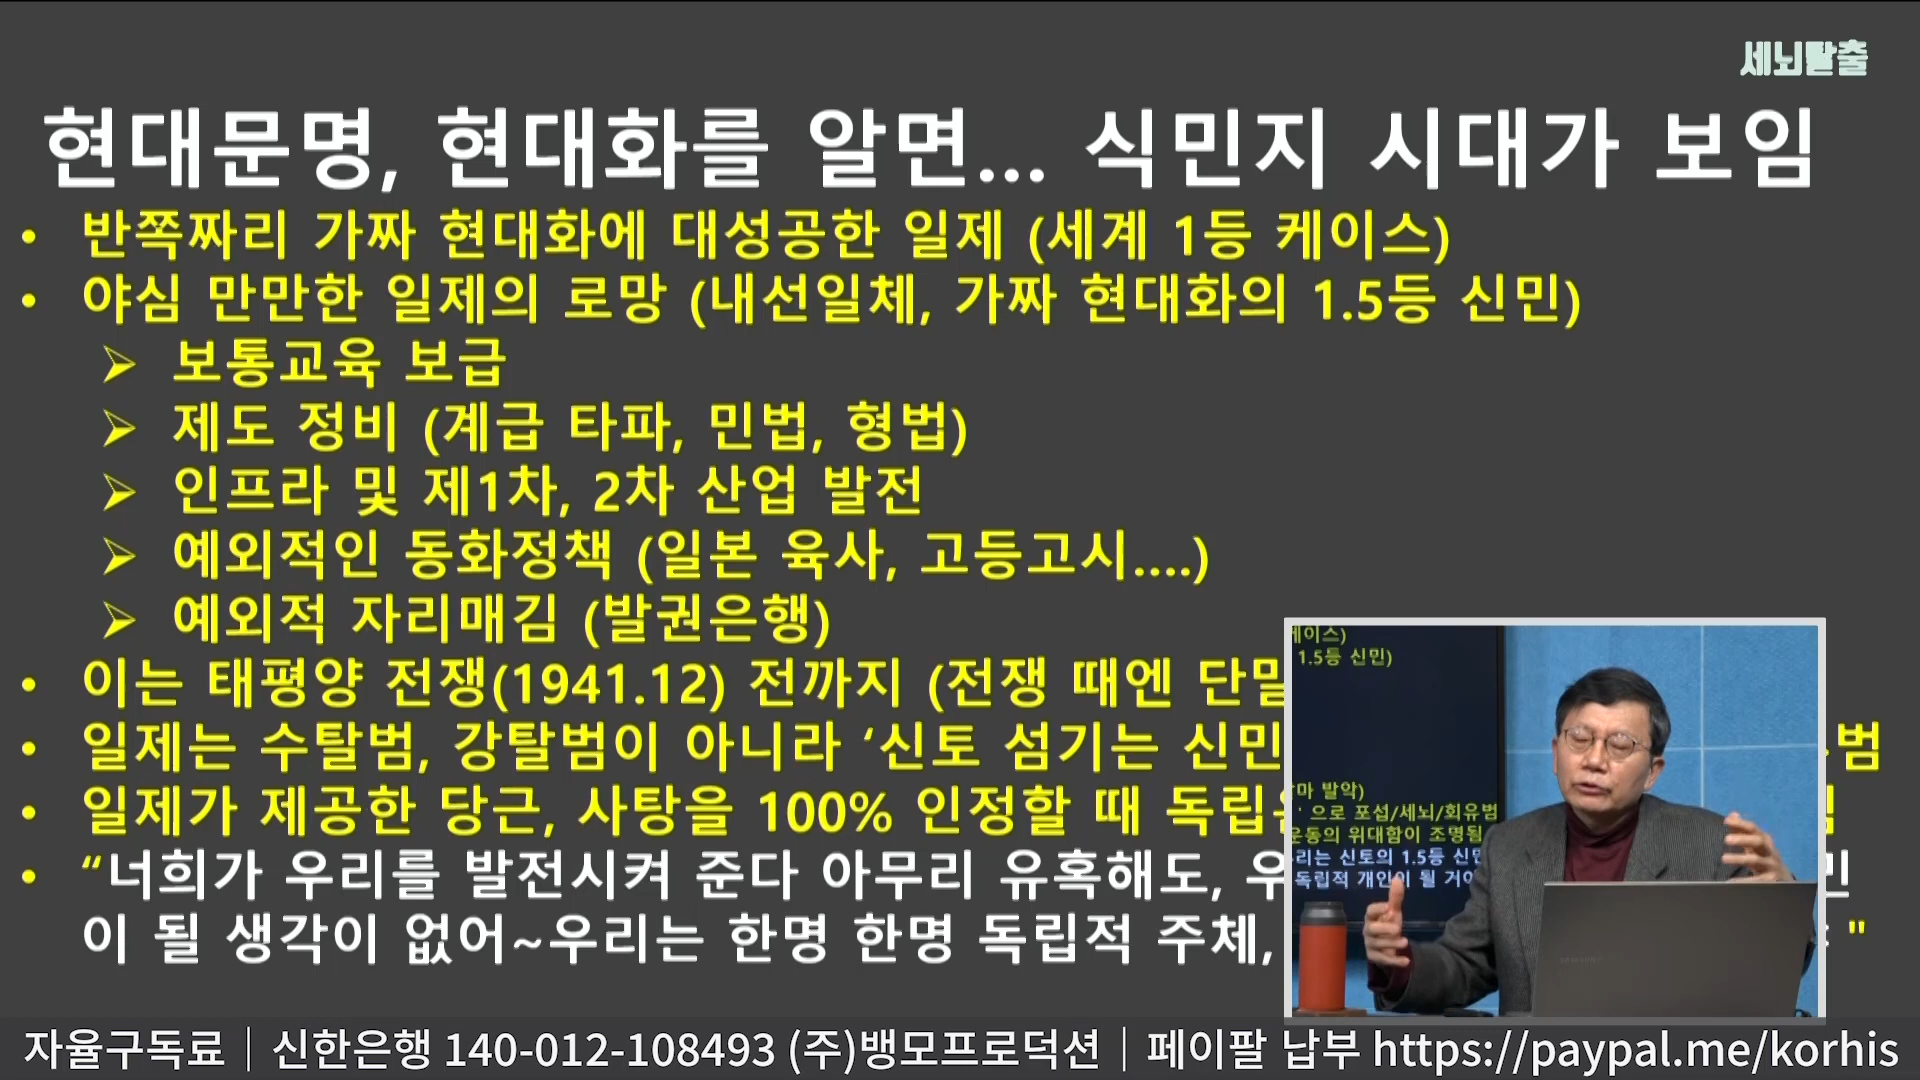 세뇌탈출
현대문명, 현대화를 알면... 식민지 시대가 보임
• 반쪽짜리 가짜 현대화에 대성공한 일제 (세계 1등 케이스)
• 야심 만만한 일제의 로망 (내선일체, 가짜 현대화의 1.5등 신민)
➢ 보통교육 보급
➢ 제도 정비 (계급 타파, 민법, 형법)
➢ 인프라 및 제1차, 2차 산업 발전
➢ 예외적인 동화정책 (일본 육사, 고등고시....)
➢ 예외적 자리매김 (발권은행)
• 이는 태평양 전쟁(1941.12) 전까지 (전쟁 때엔
• 일제는 수탈범, 강탈범이 아니라 ‘신토 섬기는 신민 범
• 일제가 제공한 당근, 사탕을 100% 인정할 때
• “너희가 우리를 발전시켜 준다 아무리 유혹해도,
이 될 생각이 없어~우리는 한명 한명 독립적 주체, "
케이스)
1.5등 신민)
발악)
' 으로 포섭/세뇌/회유범
운동의 위대함이 조명됨
신토의 1.5등 신민
독립적 개인이 될 거야
SAMSUNG
자율구독료 | 신한은행 140-012-108493 (주)뱅모프로덕션 | 페이팔 납부 https://paypal.me/korhis